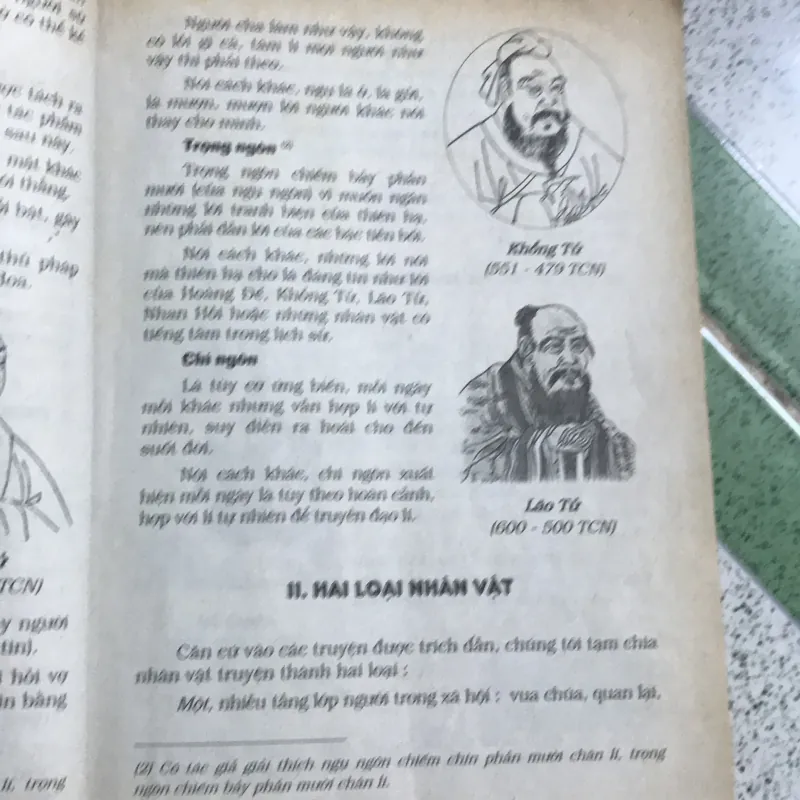 Người cha làm như vậy, không
có lỗi gì cả, tâm lí mọi người như
vậy thì phải theo.
Nói cách khác, ngụ là ở, là gửi,
là mượn, mượn lời người khác nói
thay cho mình.
Trọng ngôn (2)
Trọng ngôn chiếm bảy phần
mười (của ngụ ngôn) vì muốn ngăn
những lời tranh biện của thiên hạ,
nên phải dẫn lời của các bậc tiền bối.
Nói cách khác, những lời nói
mà thiên hạ cho là đáng tin như lời
của Hoàng Đế, Khổng Tử, Lão Tử,
Nhan Hồi hoặc những nhân vật có
tiếng tăm trong lịch sử.
Chi ngôn
Là tùy cơ ứng biến, mỗi ngày
mỗi khác nhưng vẫn hợp lí với tự
nhiên, suy diễn ra hoài cho đến
suốt đời.
Nói cách khác, chi ngôn xuất
hiện mỗi ngày là tùy theo hoàn cảnh,
hợp với lí tự nhiên để truyền đạo lí.
Khổng Tử
(551 - 479 TCN)
Lão Tử
(600 - 500 TCN)
II. HAI LOẠI NHÂN VẬT
Căn cứ vào các truyện được trích dẫn, chúng tôi tạm chia
nhân vật truyện thành hai loại :
Một, nhiều tầng lớp người trong xã hội : vua chúa, quan lại,
(2) Có tác giả giải thích ngụ ngôn chiếm chín phần mười chân lí, trọng
ngôn chiếm bảy phần mười chân lí.